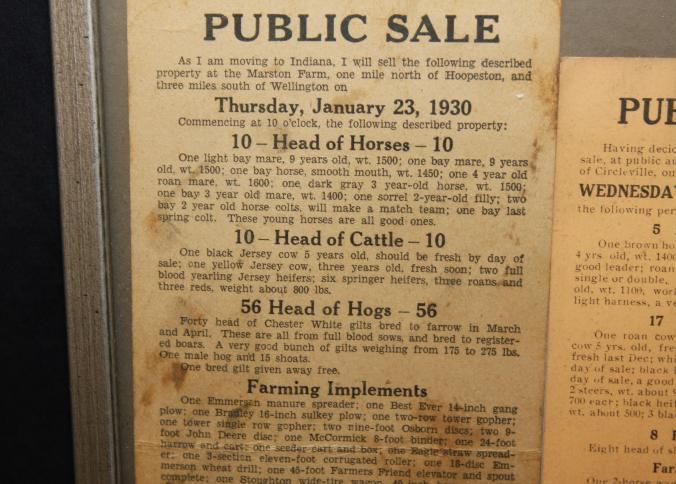 PUBLIC SALE
As I am moving to Indiana, I will sell the following described
property at the Marston Farm, one mile north of Hoopeston, and
three miles south of Wellington on
Thursday, January 23, 1930
Commencing at 10 o'clock, the following described property:
10 – Head of Horses – 10
One light bay mare, 9 years old, wt. 1500; one bay mare, 9 years
old, wt. 1500; one bay horse, smooth mouth, wt. 1450; one 4 year old
roan mare, wt. 1600; one dark gray 3 year-old horse, wt. 1500;
one bay 3 year old mare, wt. 1400; one sorrel 2-year-old filly; two
bay 2 year old horse colts, will make a match team; one bay last
spring colt. These young horses are all good ones.
10 – Head of Cattle – 10
One black Jersey cow 5 years old, should be fresh by day of
sale; one yellow Jersey cow, three years old, fresh soon; two full
blood yearling Jersey heifers; six springer heifers, three roans and
three reds, weight about 800 lbs.
56 Head of Hogs – 56
Forty head of Chester White gilts bred to farrow in March
and April. These are all from full blood sows, and bred to register-
ed boars. A very good bunch of gilts weighing from 175 to 275 lbs.
One male hog and 15 shoats.
One bred gilt given away free.
Farming Implements
One Emmerson manure spreader; one Best Ever 14-inch gang
plow; one Bradley 16-inch sulkey plow; one two-row tower gopher;
one tower single row gopher; two nine-foot Osborn discs; two 9-
foot John Deere disc; one McCormick 8-foot binder; one 24-foot
harrow and cart; one seeder cart and box; one Eagle straw spread-
er; one 3-section eleven-foot corrugated roller; one 18-disc Em-
merson wheat drill; one 45-foot Farmers Friend elevator and spout
complete; one Stoughton wide-tire wagon
PUB
Having decid
sale, at public au
of Circleville, ou
WEDNESDAY
the following per
5
One brown ho
4 yrs. old, wt. 1400
good leader; roan
single or double,
old, wt. 1100, wor
light harness, a ve
17
One roan cow
cow 5 yrs. old, fre
fresh last Dec; whi
day of sale; black
day of sale, a good
2 steers, wt. about
700 each; black heif
wt. about 500; 3 bla
8 H
Eight head of sh
Far
One 2-horse wag